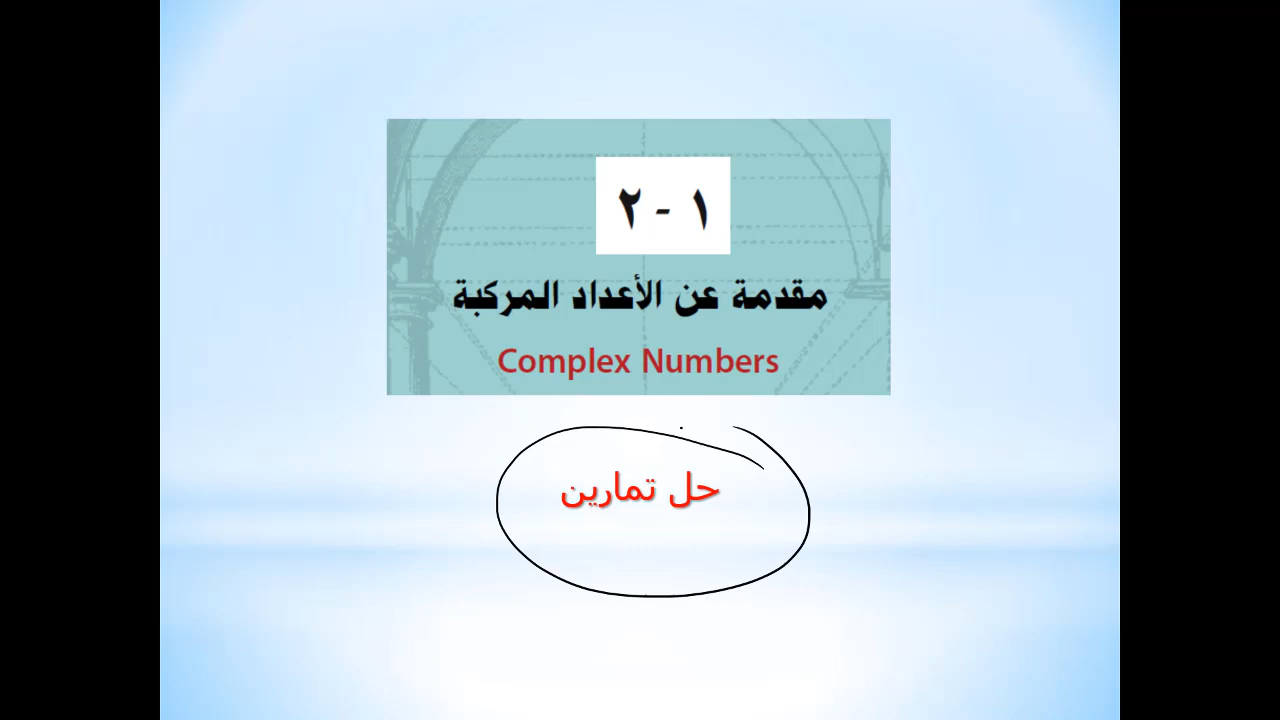 ١ - ٢
مقدمة عن الأعداد المركبة
Complex Numbers
حل تمارين